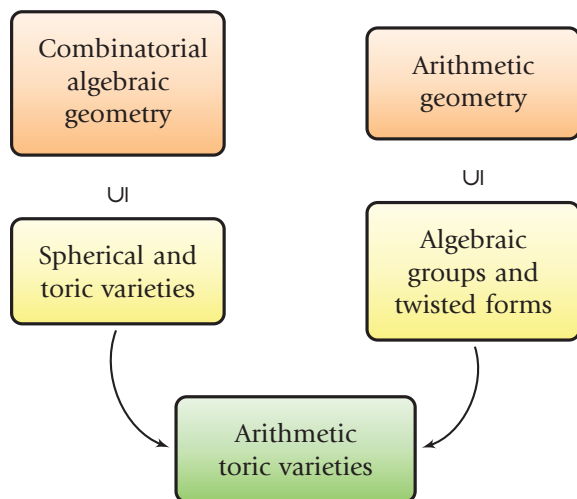 Combinatorial
algebraic
geometry
Arithmetic
geometry
∪I
∪I
Spherical and
toric varieties
Algebraic
groups and
twisted forms
Arithmetic
toric varieties